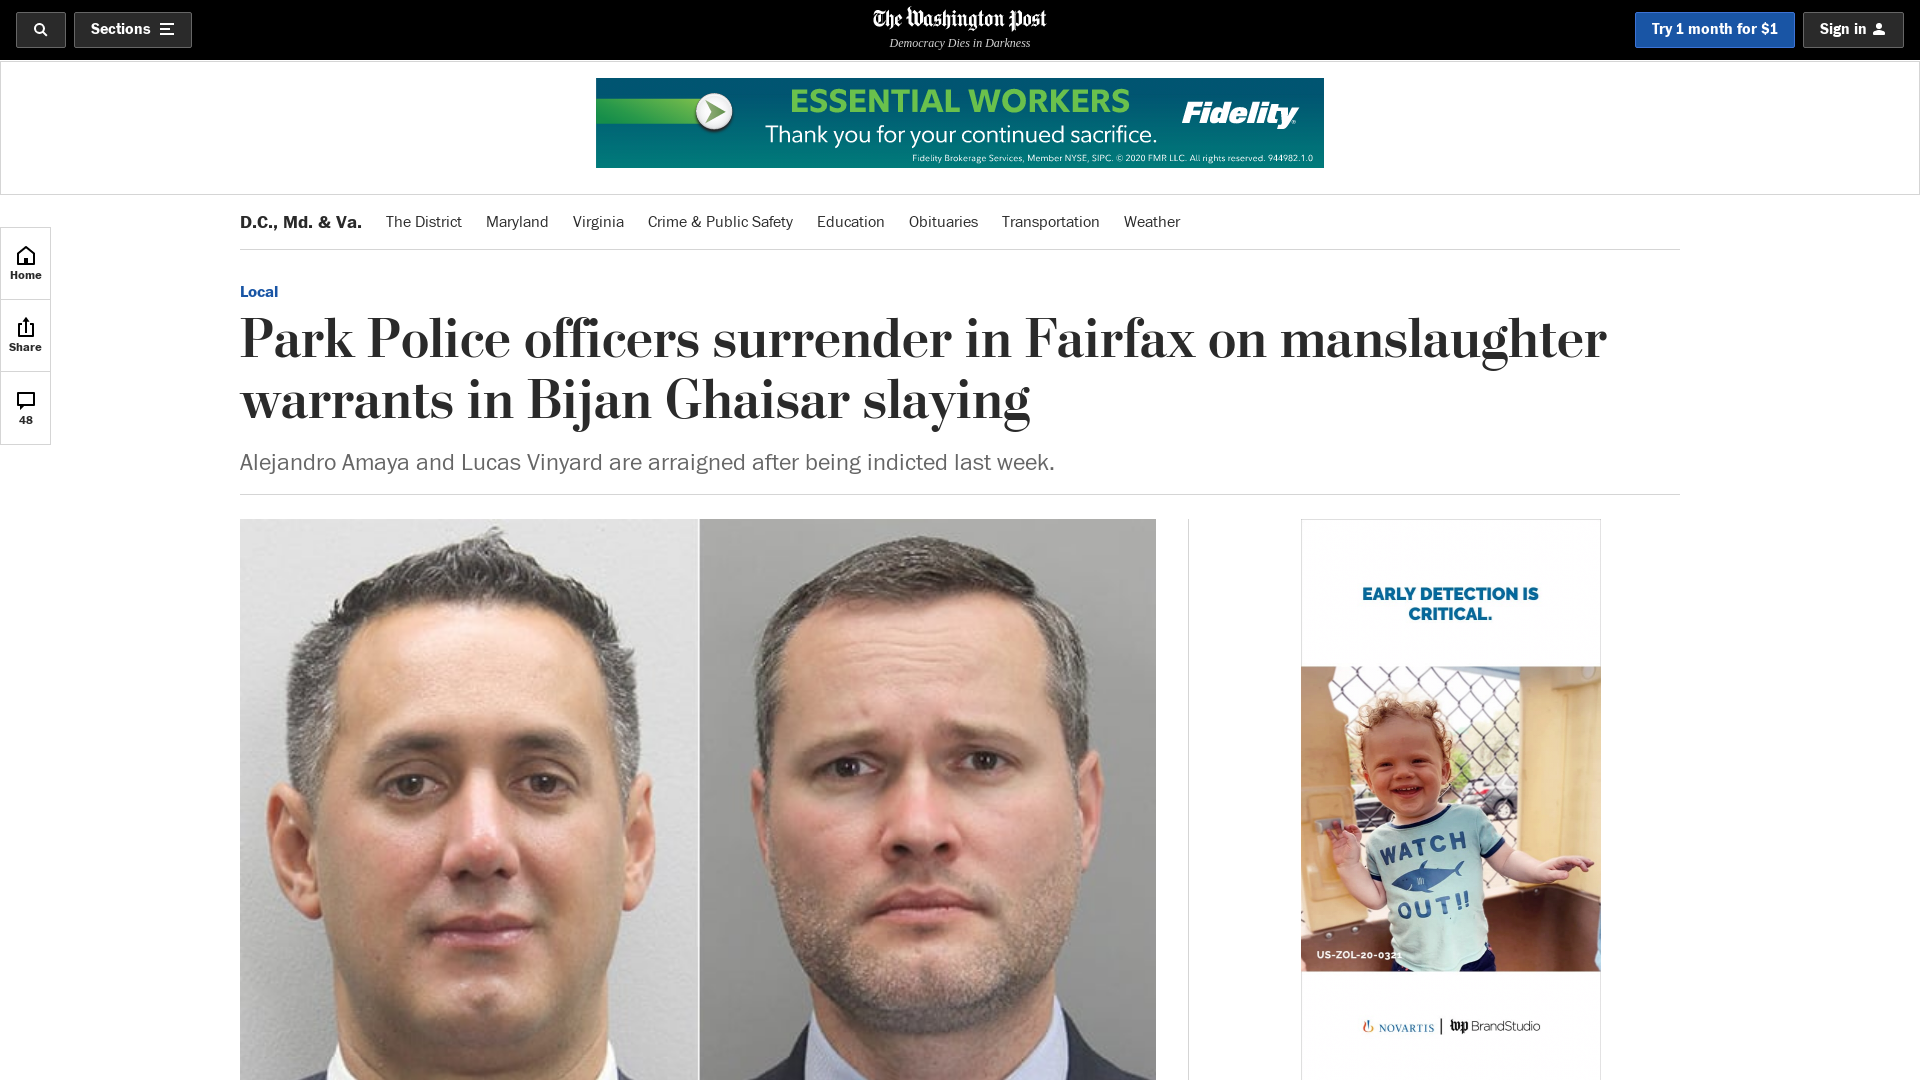 Sections
The Washington Post
Democracy Dies in Darkness
Try 1 month for $1
Sign in
ESSENTIAL WORKERS
Thank you for your continued sacrifice.
Fidelity
Fidelity Brokerage Services, Member NYSE, SIPC. © 2020 FMR LLC. All rights reserved. 944982.1.0
D.C., Md. & Va. The District Maryland Virginia Crime & Public Safety Education Obituaries Transportation Weather
Home
Share
48
Local
Park Police officers surrender in Fairfax on manslaughter
warrants in Bijan Ghaisar slaying
Alejandro Amaya and Lucas Vinyard are arraigned after being indicted last week.
EARLY DETECTION IS
CRITICAL.
WATCH
OUT!!
US-ZOL-20-0321
NOVARTIS | wp BrandStudio